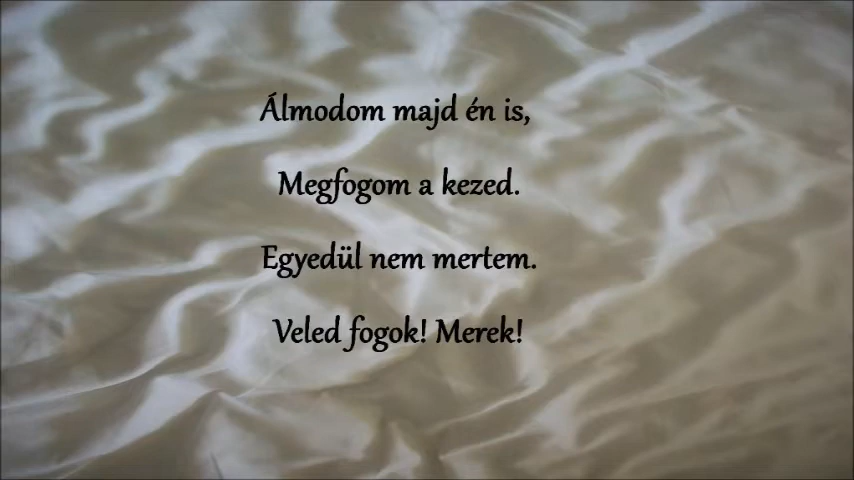 Álmodom majd én is,
Megfogom a kezed.
Egyedül nem mertem.
Veled fogok! Merek!